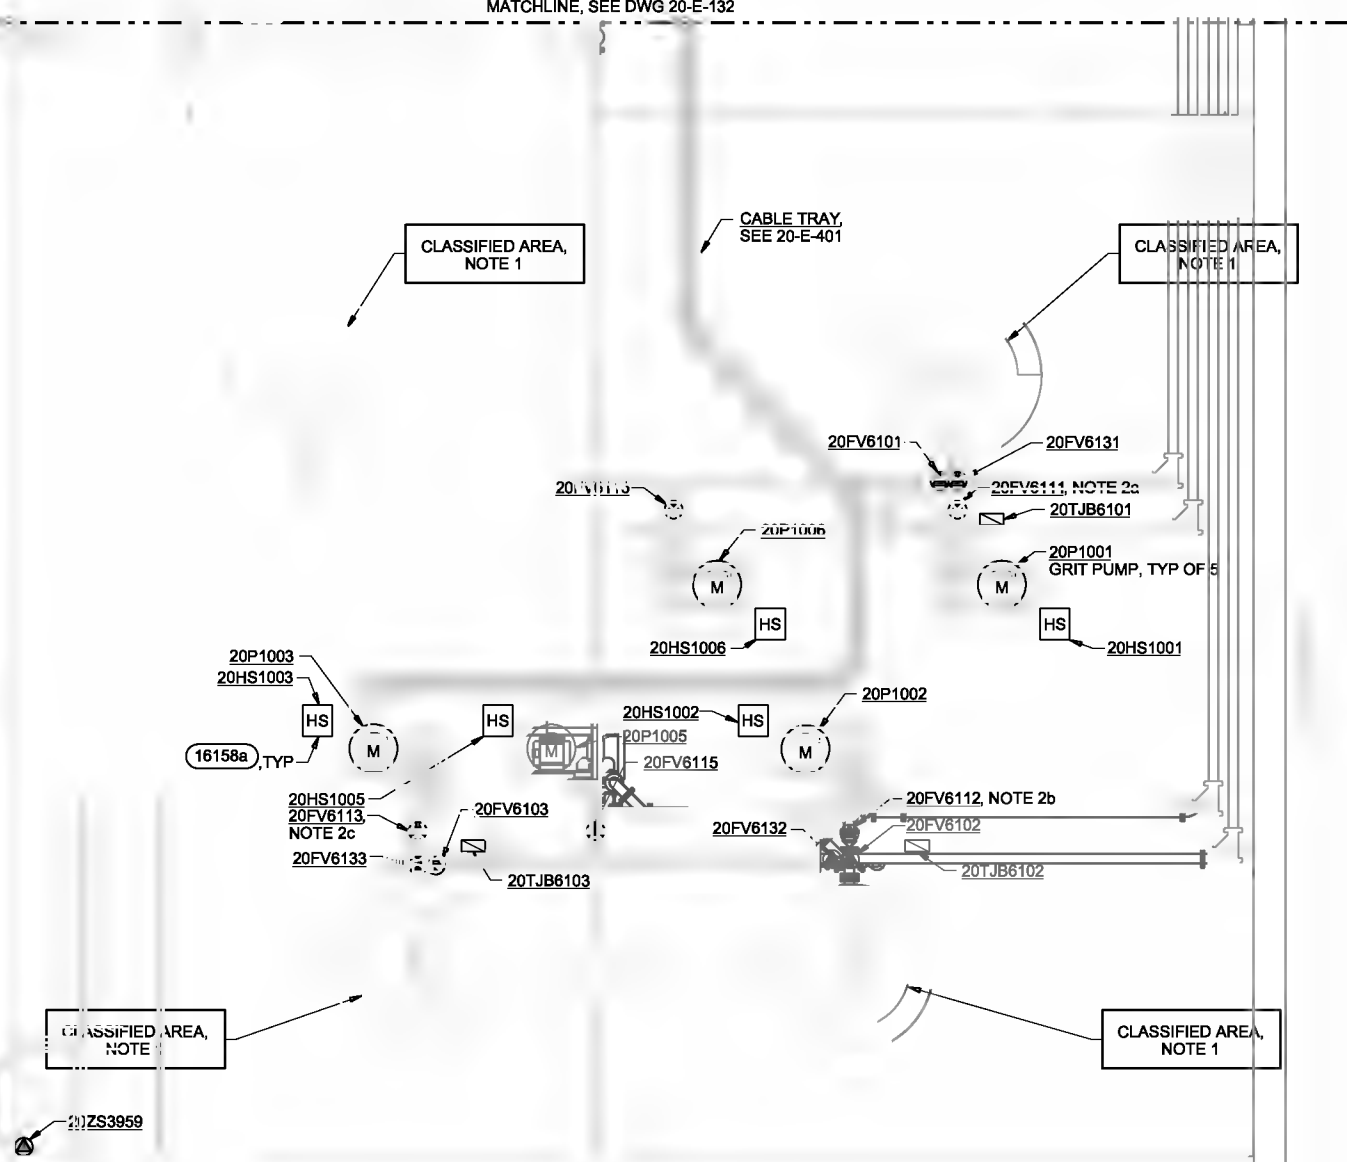 MATCHLINE, SEE DWG 20-E-132
CABLE TRAY,
SEE 20-E-401
CLASSIFIED AREA,
NOTE 1
CLASSIFIED AREA,
NOTE 1
20FV6101
20FV6131
20FV6111, NOTE 2a
20TJB6101
20P1006
20P1001
GRIT PUMP, TYP OF 5
M
M
HS
HS
20HS1006
20HS1001
20P1003
20HS1003
HS
M
16158a
,TYP
HS
20HS1005
20FV6113,
NOTE 2c
20FV6133
20FV6103
20TJB6103
M
20P1005
20FV6115
20HS1002
HS
20P1002
M
20FV6112, NOTE 2b
20FV6102
20FV6132
20TJB6102
CLASSIFIED AREA,
NOTE 1
CLASSIFIED AREA,
NOTE 1
20ZS3959